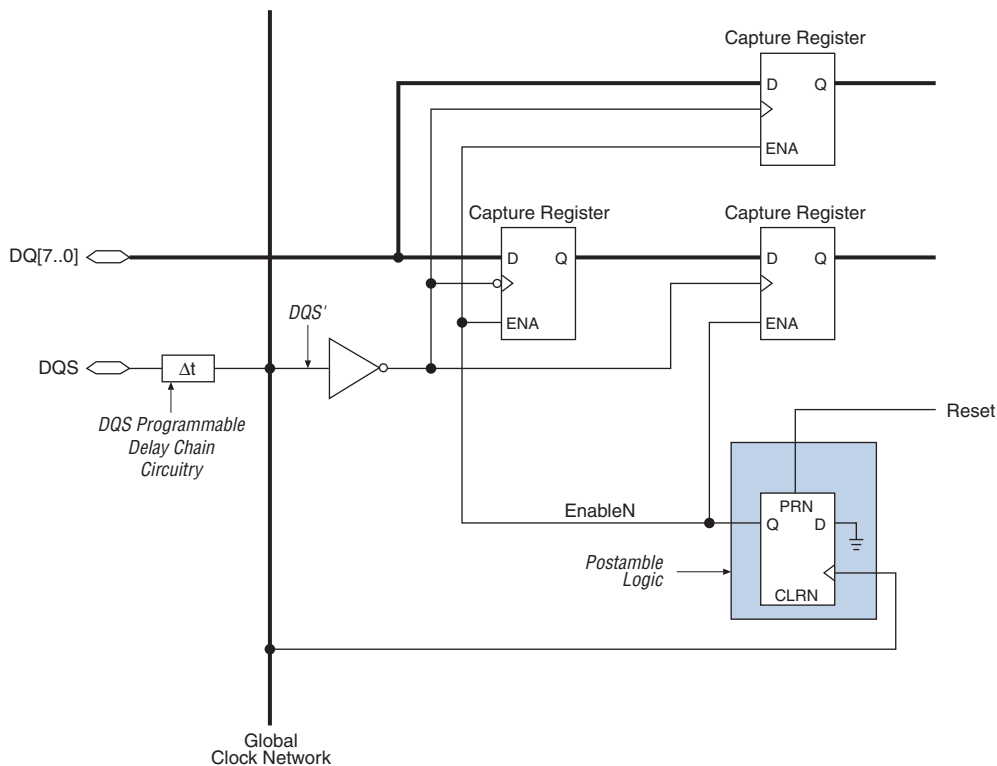 Capture Register
D Q
ENA
Capture Register
D Q
ENA
Capture Register
D Q
ENA
DQ[7..0]
DQS'
DQS
Δt
DQS Programmable
Delay Chain
Circuitry
Reset
EnableN
PRN
Q D
CLRN
Postamble
Logic
Global
Clock Network